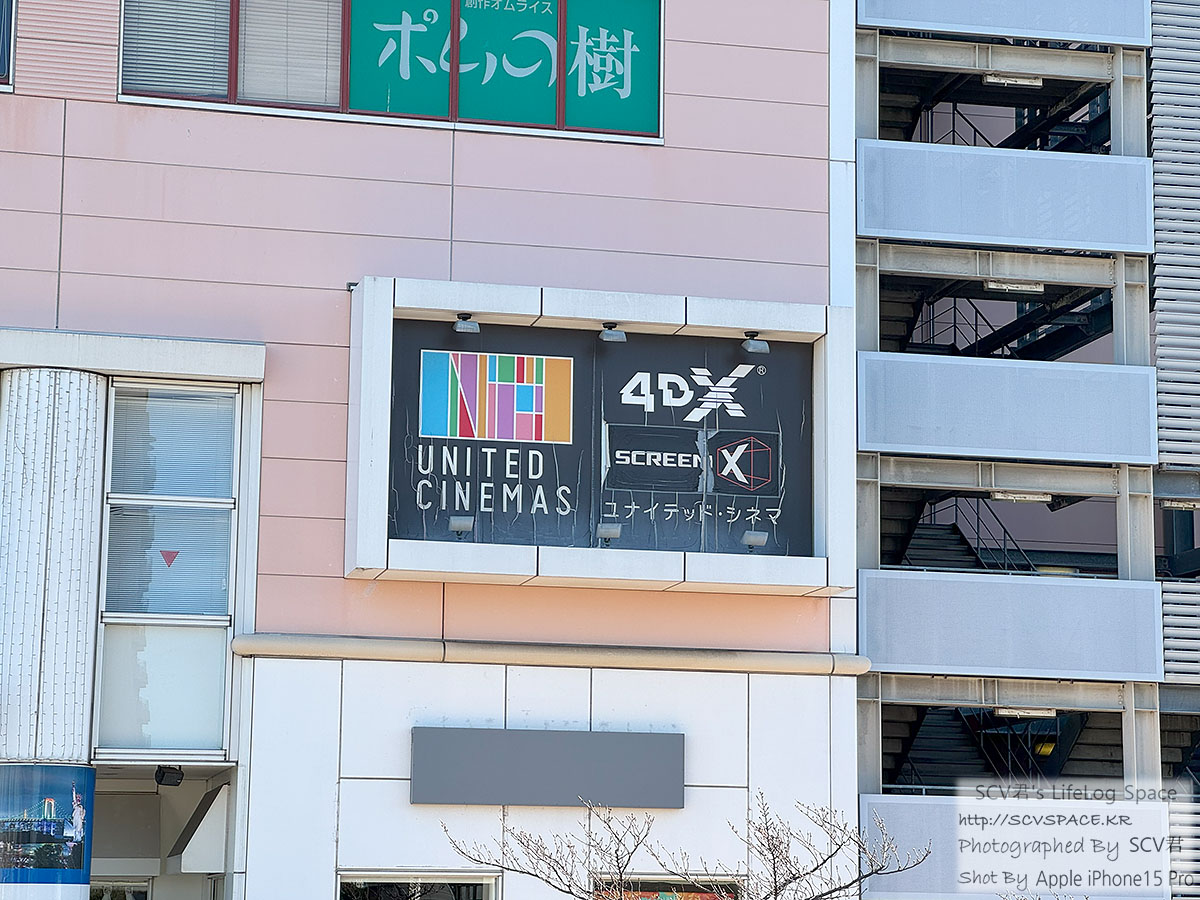 創作オムライス
ポムの樹
UNITED
CINEMAS
4DX®
SCREEN X
ユナイテッド・シネマ
SCV君's LifeLog Space
http://SCVSPACE.KR
Photographed By SCV君
Shot By Apple iPhone15 Pro